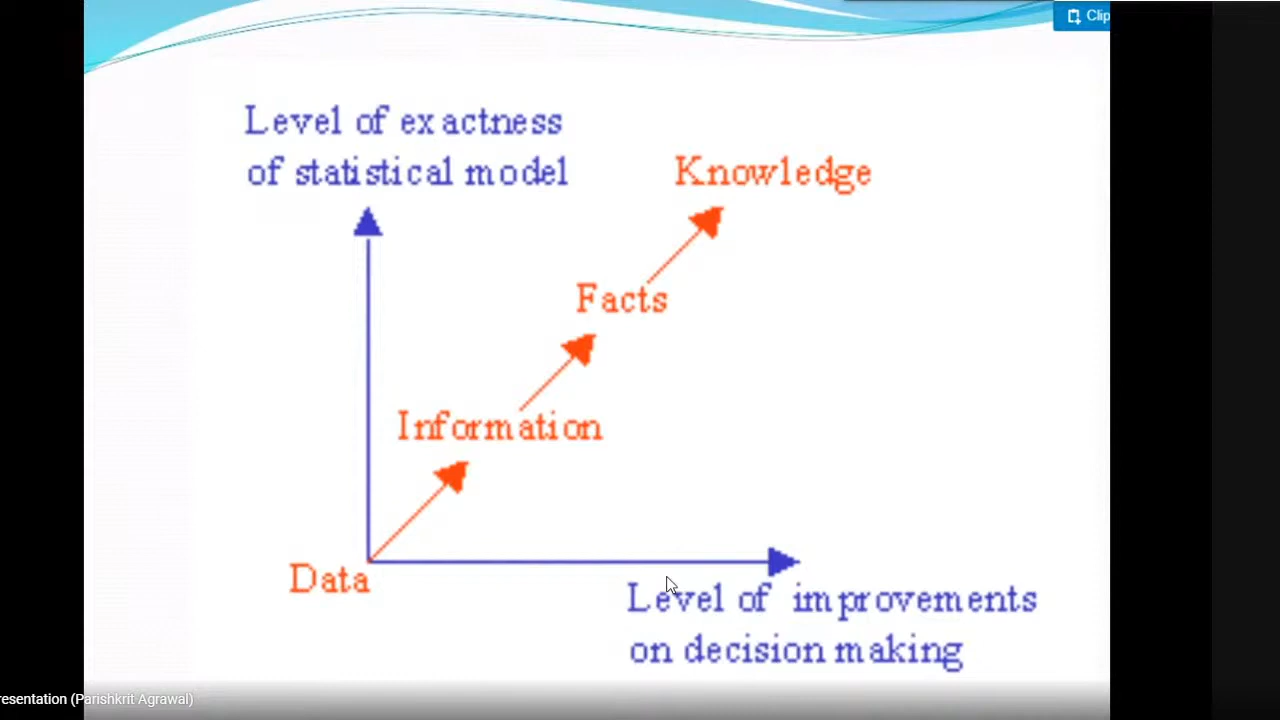 Clip
Level of exactness
of statistical model
Knowledge
Facts
Information
Data
Level of improvements
on decision making
resentation (Parishkrit Agrawal)